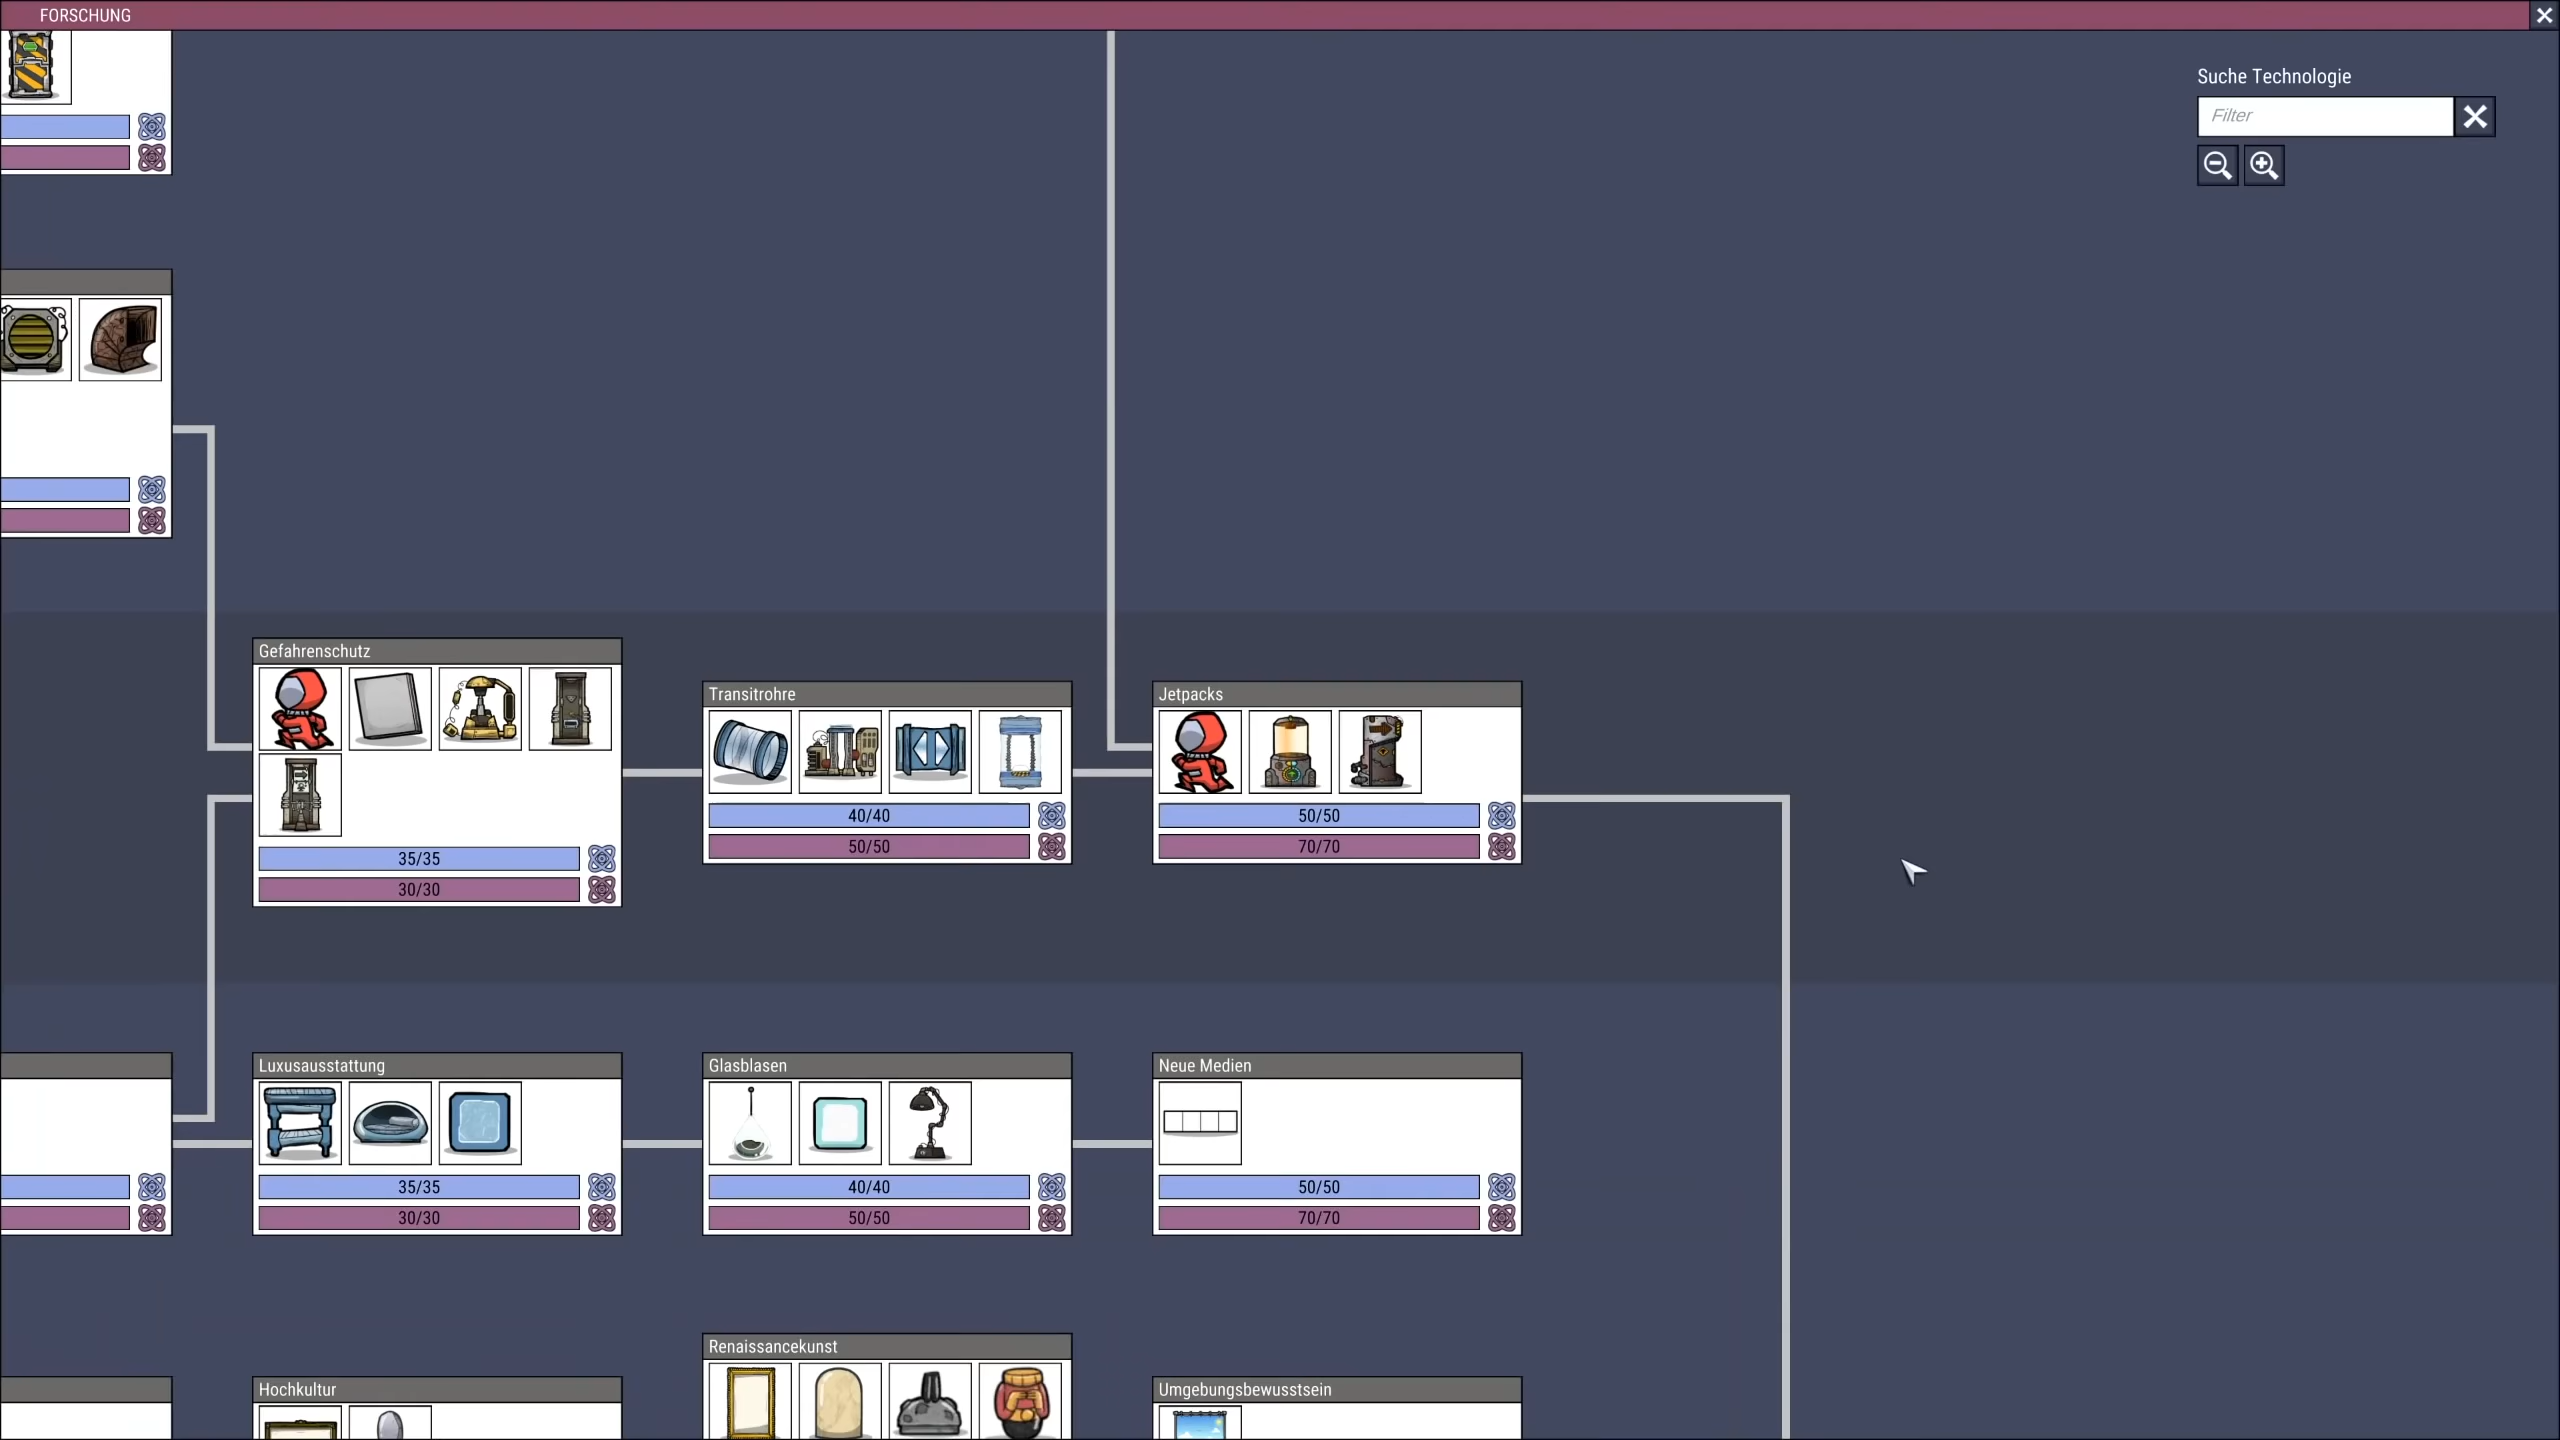 FORSCHUNG
Suche Technologie
Filter
Gefahrenschutz
35/35
30/30
Transitrohre
40/40
50/50
Jetpacks
50/50
70/70
Luxusausstattung
35/35
30/30
Glasblasen
40/40
50/50
Neue Medien
50/50
70/70
Hochkultur
Renaissancekunst
Umgebungsbewusstsein